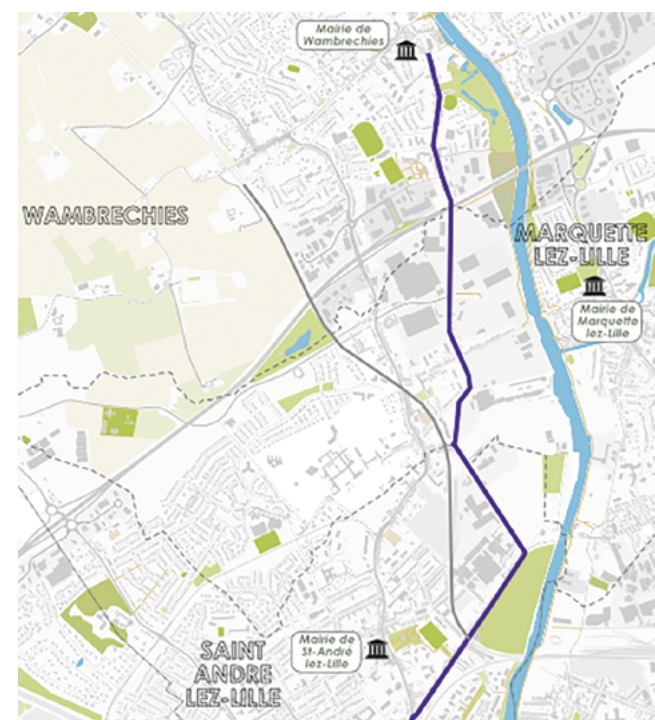 Mairie de
Wambrechies
WAMBRECHIES
MARQUETTE
LEZ-LILLE
Mairie de
Marquette
lez-Lille
SAINT
ANDRE
LEZ-LILLE
Mairie de
St-André
lez-Lille